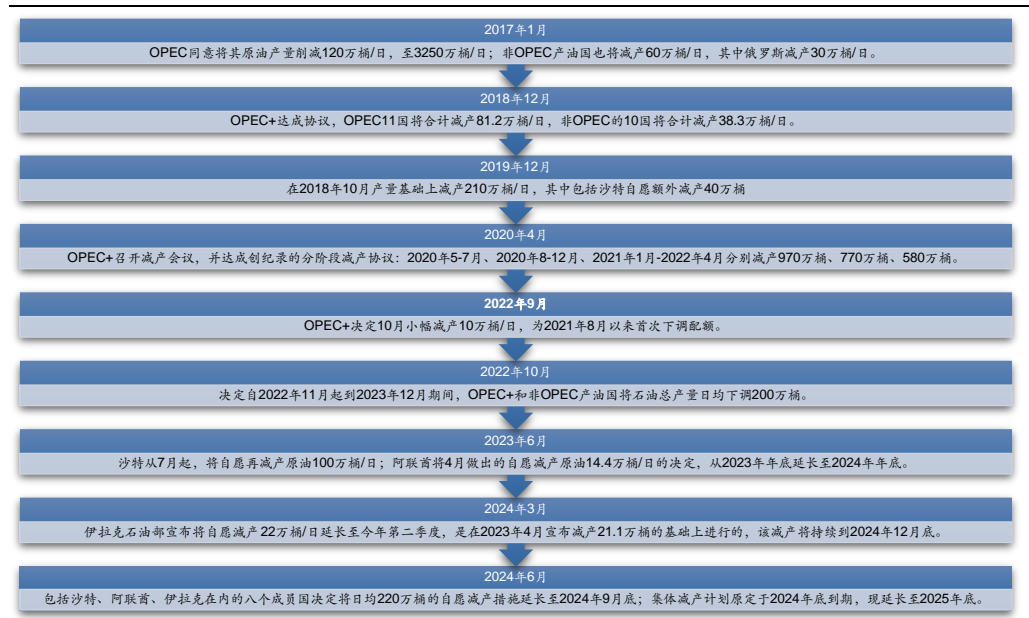 2017年1月
OPEC同意将其原油产量削减120万桶/日，至3250万桶/日；非OPEC产油国也将减产60万桶/日，其中俄罗斯减产30万桶/日。
2018年12月
OPEC+达成协议，OPEC11国将合计减产81.2万桶/日，非OPEC的10国将合计减产38.3万桶/日。
2019年12月
在2018年10月产量基础上减产210万桶/日，其中包括沙特自愿额外减产40万桶
2020年4月
OPEC+召开减产会议，并达成创纪录的分阶段减产协议：2020年5-7月、2020年8-12月、2021年1月-2022年4月分别减产970万桶、770万桶、580万桶。
2022年9月
OPEC+决定10月小幅减产10万桶/日，为2021年8月以来首次下调配额。
2022年10月
决定自2022年11月起到2023年12月期间，OPEC+和非OPEC产油国将石油总产量日均下调200万桶。
2023年6月
沙特从7月起，将自愿再减产原油100万桶/日；阿联酋将4月做出的自愿减产原油14.4万桶/日的决定，从2023年年底延长至2024年年底。
2024年3月
伊拉克石油部宣布将自愿减产22万桶/日延长至今年第二季度，是在2023年4月宣布减产21.1万桶的基础上进行的，该减产将持续到2024年12月底。
2024年6月
包括沙特、阿联酋、伊拉克在内的八个成员国决定将日均220万桶的自愿减产措施延长至2024年9月底；集体减产计划原定于2024年底到期，现延长至2025年底。